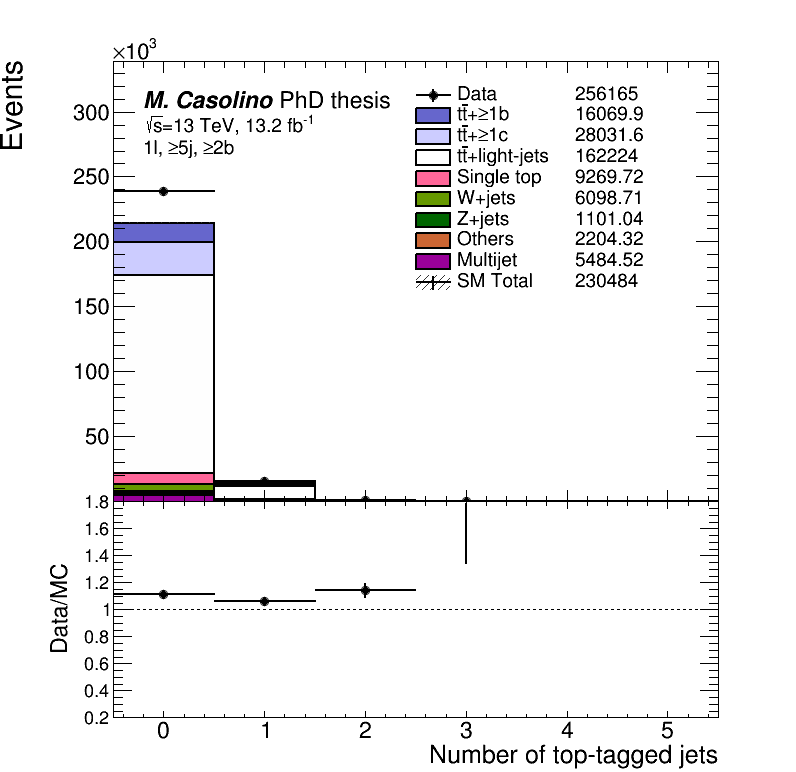 ×10³
Events
M. Casolino PhD thesis
√s=13 TeV, 13.2 fb⁻¹
1l, ≥5j, ≥2b
Data 256165
tt̄+≥1b 16069.9
tt̄+≥1c 28031.6
tt̄+light-jets 162224
Single top 9269.72
W+jets 6098.71
Z+jets 1101.04
Others 2204.32
Multijet 5484.52
SM Total 230484
300
250
200
150
100
50
Data/MC
1.8
1.6
1.4
1.2
1
0.8
0.6
0.4
0.2
0 1 2 3 4 5
Number of top-tagged jets